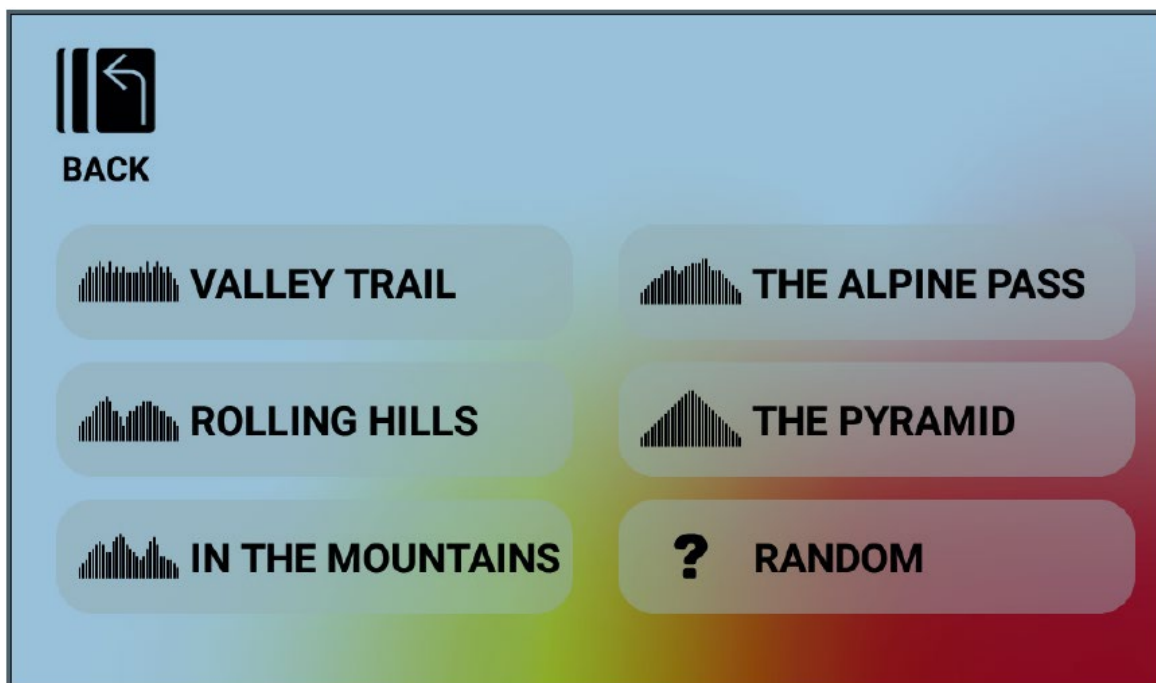 BACK
VALLEY TRAIL
THE ALPINE PASS
ROLLING HILLS
THE PYRAMID
IN THE MOUNTAINS
? RANDOM